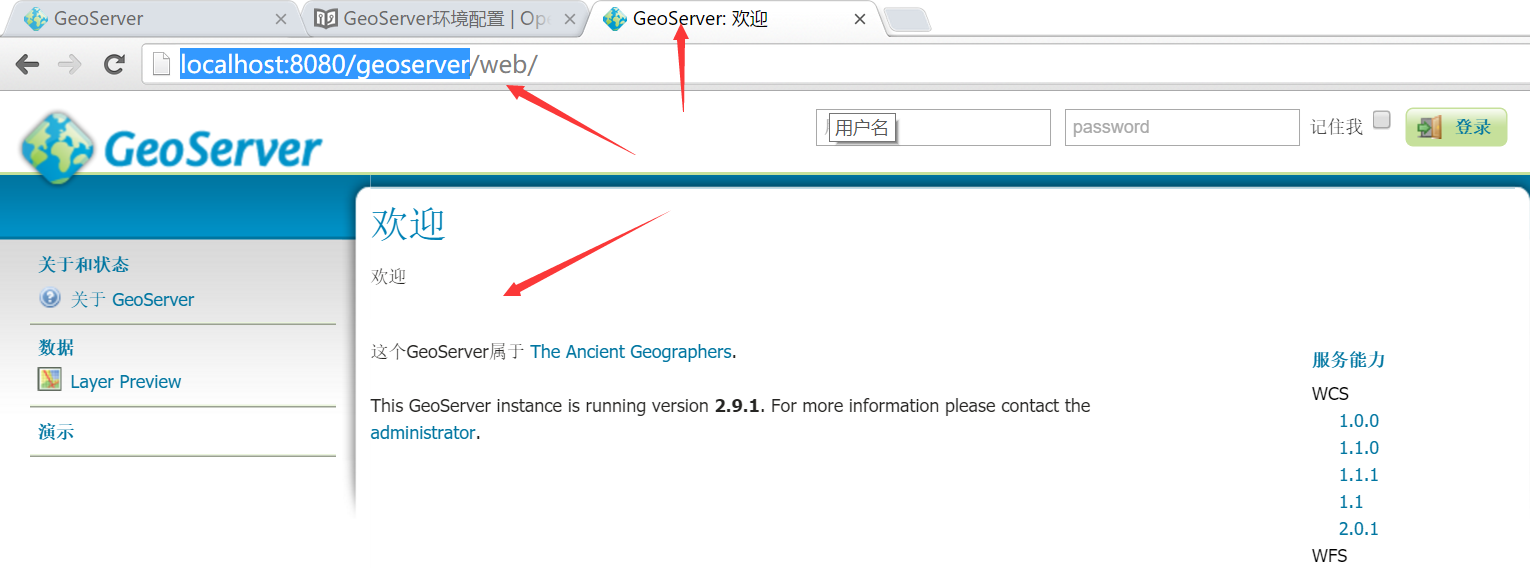 GeoServer
GeoServer环境配置 | Op
GeoServer: 欢迎
localhost:8080/geoserver/web/
GeoServer
用户名
password
记住我
登录
欢迎
关于和状态
欢迎
关于 GeoServer
数据
这个GeoServer属于 The Ancient Geographers.
服务能力
Layer Preview
WCS
This GeoServer instance is running version 2.9.1. For more information please contact the
administrator.
1.0.0
演示
1.1.0
1.1.1
1.1
2.0.1
WFS